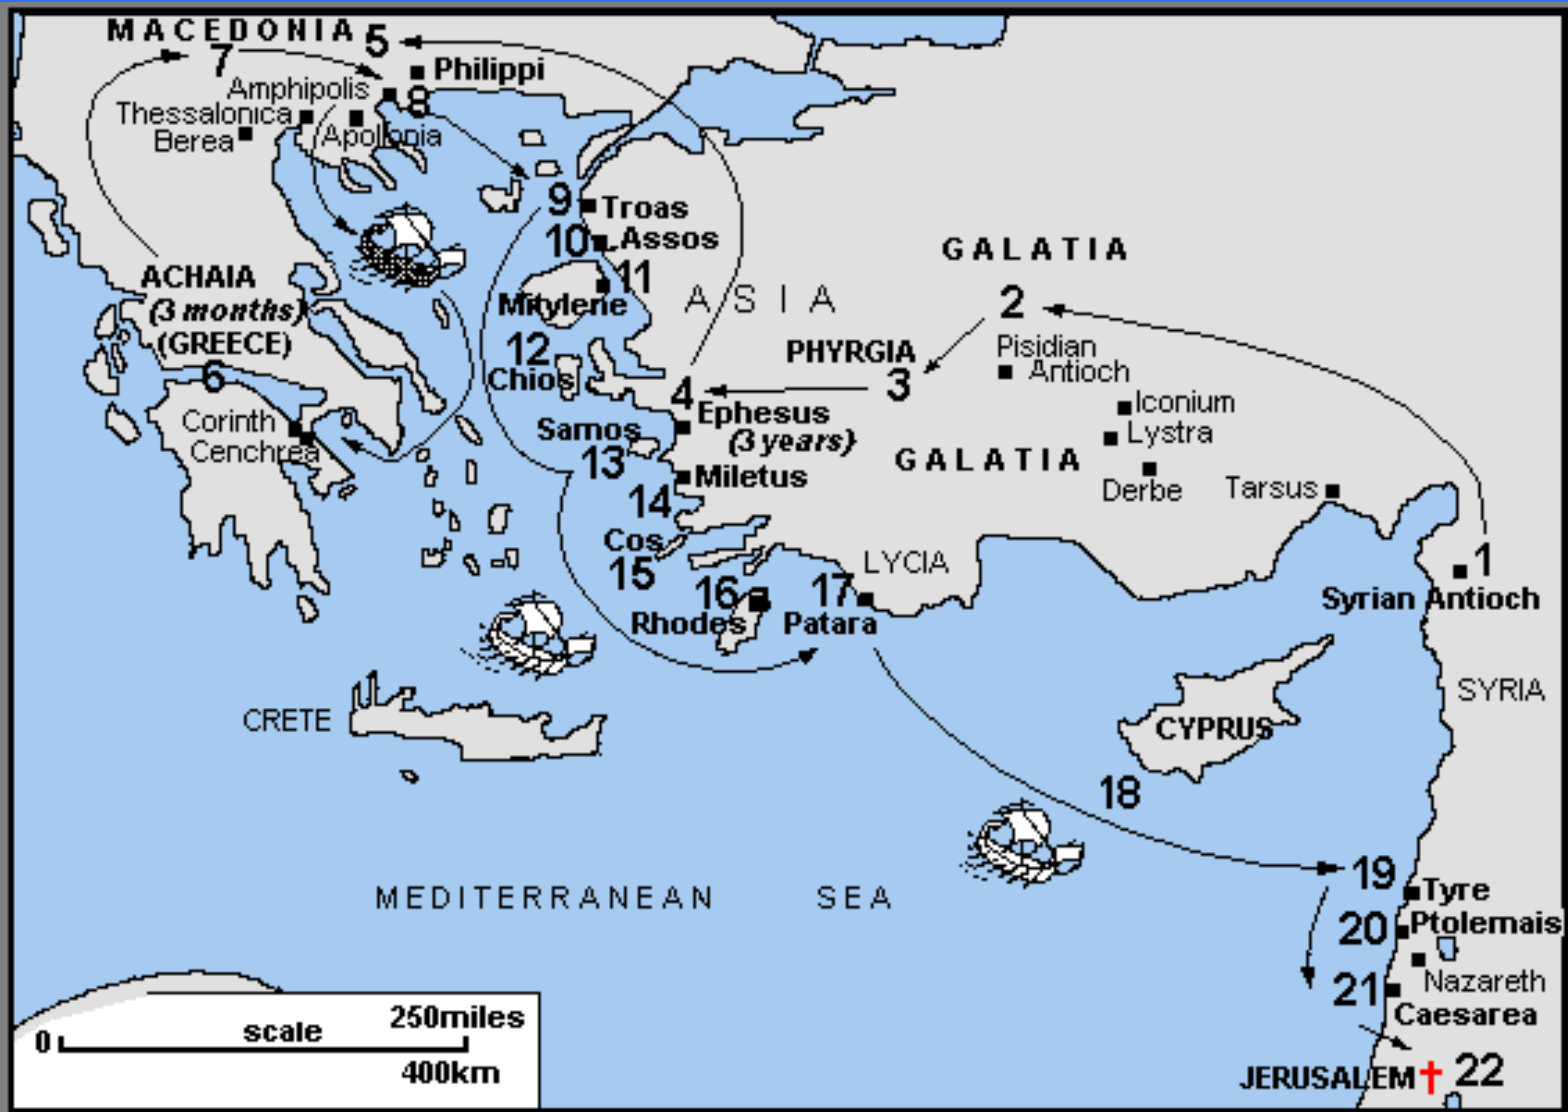 MACEDONIA 5
7
Philippi
Amphipolis
8
Thessalonica
Apollonia
Berea
9 Troas
10 Assos
11
Mitylene
ACHAIA
(3 months)
(GREECE)
6
ASIA
GALATIA
2
12
Chios
PHYRGIA
3
Pisidian
Antioch
4
Ephesus
(3 years)
Iconium
Corinth
Cenchrea
Samos
13
GALATIA
Lystra
Miletus
14
Derbe
Tarsus
Cos
15
LYCIA
1
16
Rhodes
17
Patara
Syrian Antioch
SYRIA
CRETE
CYPRUS
18
MEDITERRANEAN SEA
19 Tyre
20 Ptolemais
Nazareth
21
Caesarea
250miles
0 scale
400km
JERUSALEM 22